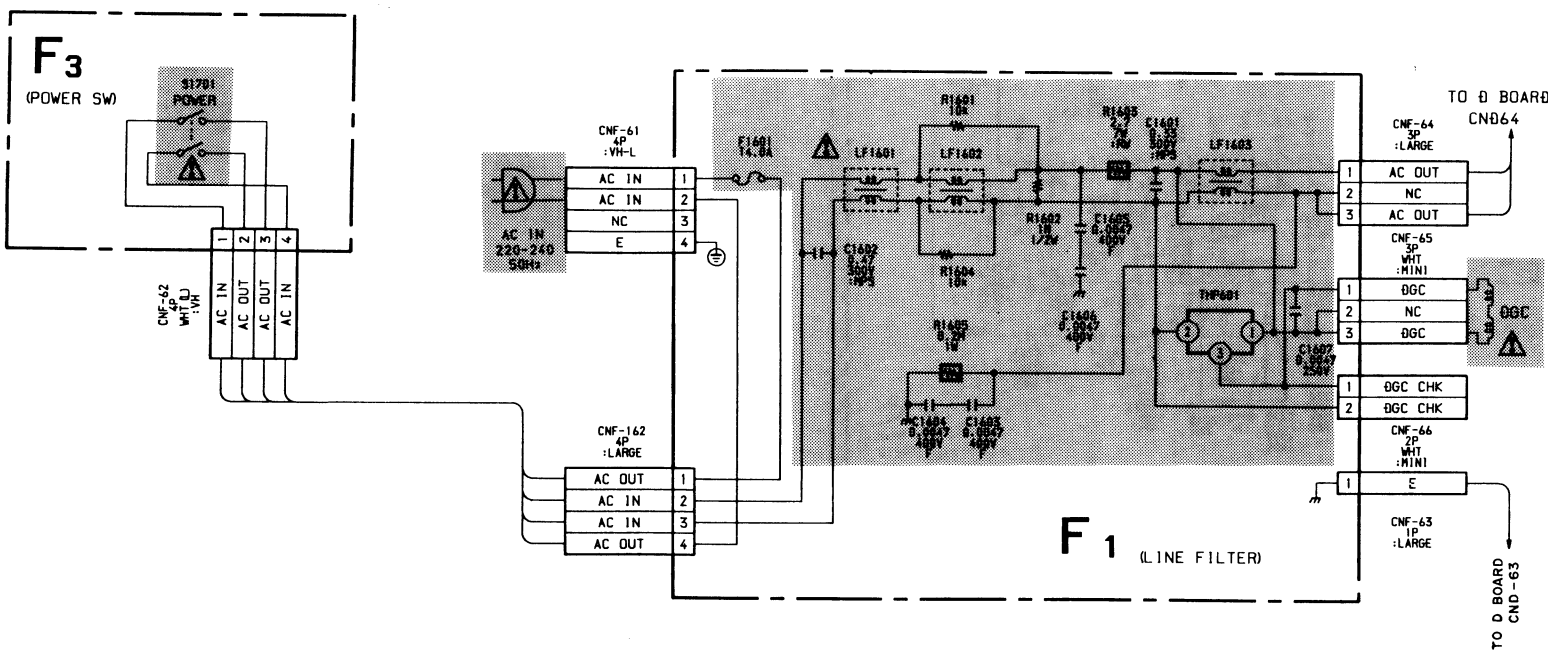 F3
(POWER SW)
S1701
POWER
1 2 3 4
AC IN
AC OUT
AC OUT
AC IN
CNF-62
4P
WHT (L)
:VH
CNF-61
4P
:VH-L
AC IN 1
AC IN 2
NC 3
E 4
AC IN
220-240
50Hz
CNF-162
4P
:LARGE
AC OUT 1
AC IN 2
AC IN 3
AC OUT 4
F1601
14.0A
LF1601
R1601
10k
LF1602
R1604
10k
C1602
0.47
300V
:MPS
R1602
1M
1/2W
R1603
2.7
7W
:RW
C1601
0.33
300V
:MPS
LF1603
C1605
0.0047
400V
F
C1606
0.0047
400V
F
R1605
8.2M
1W
C1604
0.0047
400V
F
C1603
0.0047
400V
F
THP601
2
1
3
C1607
0.0047
250V
F1 (LINE FILTER)
TO D BOARD
CND64
CNF-64
3P
:LARGE
1 AC OUT
2 NC
3 AC OUT
CNF-65
3P
WHT
:MINI
1 DGC
2 NC
3 DGC
DGC
1 DGC CHK
2 DGC CHK
CNF-66
2P
WHT
:MINI
1 E
CNF-63
1P
:LARGE
TO D BOARD
CND-63